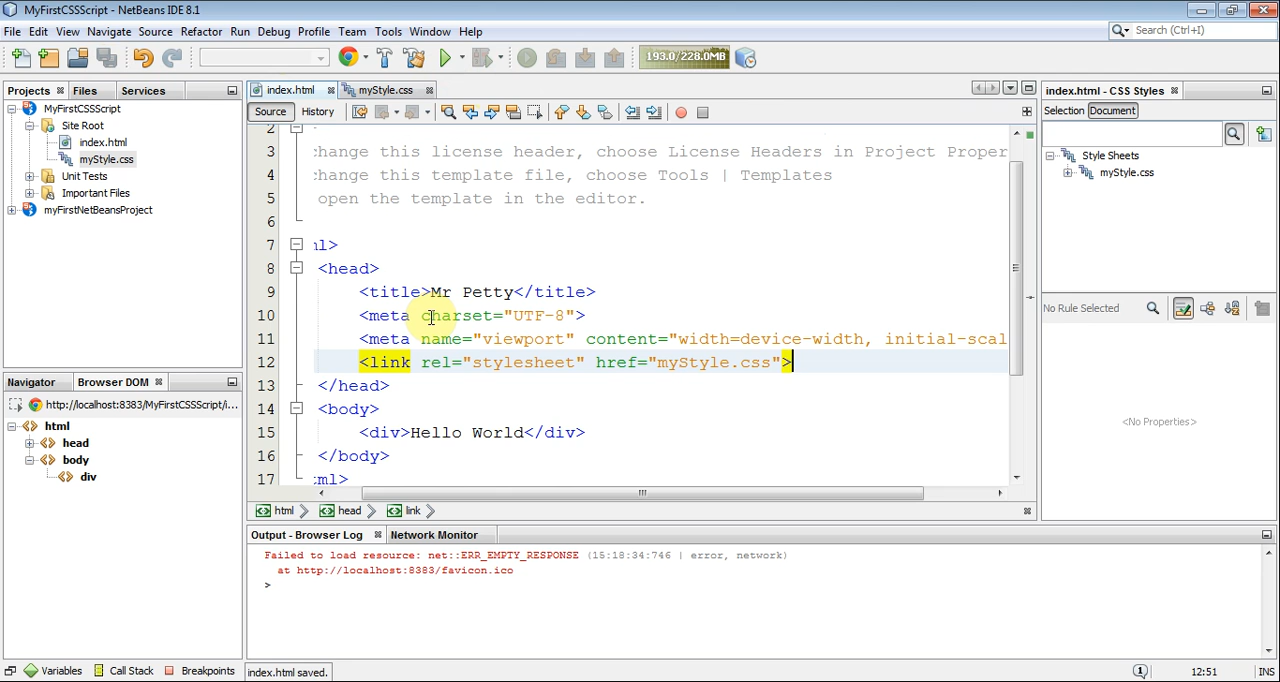 MyFirstCSSScript - NetBeans IDE 8.1
File Edit View Navigate Source Refactor Run Debug Profile Team Tools Window Help
Search (Ctrl+I)
193.0/228.0MB
Projects Files Services
MyFirstCSSScript
Site Root
index.html
myStyle.css
Unit Tests
Important Files
myFirstNetBeansProject
Navigator Browser DOM
http://localhost:8383/MyFirstCSSScript/i...
html
head
body
div
index.html myStyle.css
Source History
2
3 :hange this license header, choose License Headers in Project Proper
4 :hange this template file, choose Tools | Templates
5 open the template in the editor.
6
7 ml>
8 <head>
9 <title>Mr Petty</title>
10 <meta charset="UTF-8">
11 <meta name="viewport" content="width=device-width, initial-scal
12 <link rel="stylesheet" href="myStyle.css">
13 </head>
14 <body>
15 <div>Hello World</div>
16 </body>
17 :ml>
html head link
Output - Browser Log Network Monitor
Failed to load resource: net::ERR_EMPTY_RESPONSE (15:18:34:746 | error, network)
at http://localhost:8383/favicon.ico
>
index.html - CSS Styles
Selection Document
Style Sheets
myStyle.css
No Rule Selected
<No Properties>
Variables Call Stack Breakpoints index.html saved.
1 12:51 INS